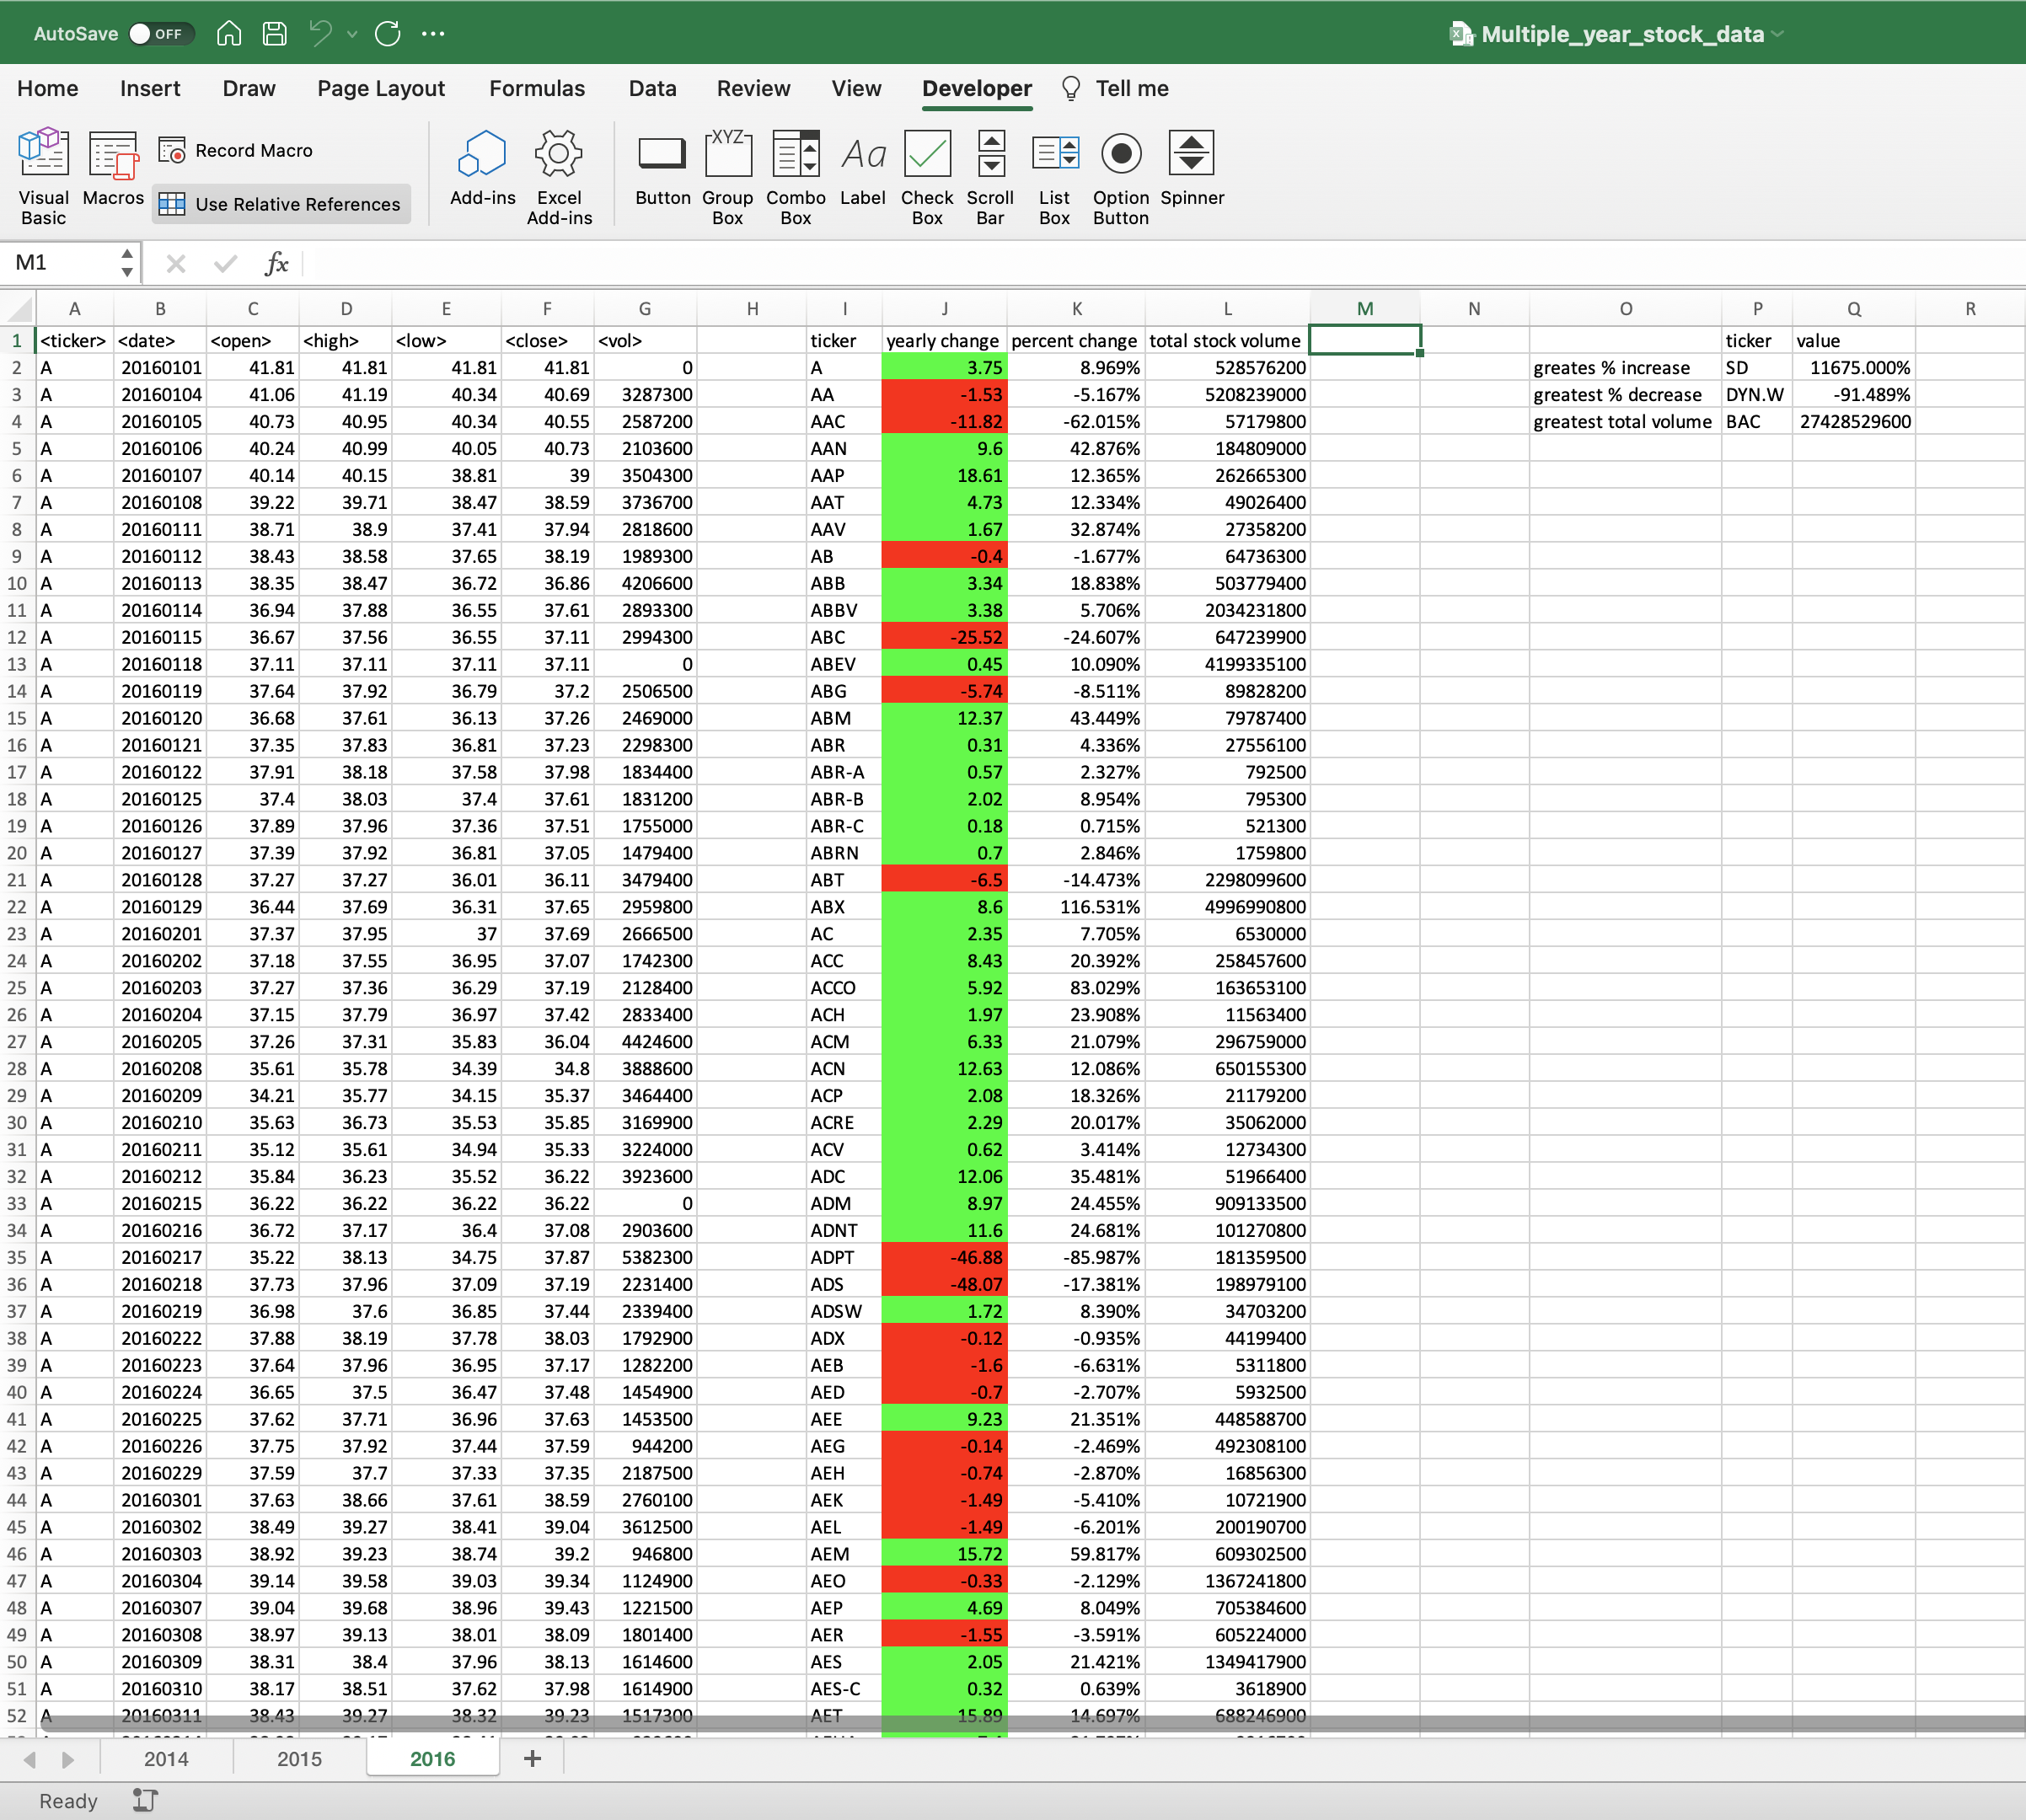 AutoSave OFF Multiple_year_stock_data
Home Insert Draw Page Layout Formulas Data Review View Developer Tell me
Visual Basic Macros Record Macro Use Relative References Add-ins Excel Add-ins Button XYZ Group Box Combo Box Aa Label Check Box Scroll Bar List Box Option Button Spinner
M1 fx
A B C D E F G H I J K L M N O P Q R
1 <ticker> <date> <open> <high> <low> <close> <vol> ticker yearly change percent change total stock volume ticker value
2 A 20160101 41.81 41.81 41.81 41.81 0 A 3.75 8.969% 528576200 greates % increase SD 11675.000%
3 A 20160104 41.06 41.19 40.34 40.69 3287300 AA -1.53 -5.167% 5208239000 greatest % decrease DYN.W -91.489%
4 A 20160105 40.73 40.95 40.34 40.55 2587200 AAC -11.82 -62.015% 57179800 greatest total volume BAC 27428529600
5 A 20160106 40.24 40.99 40.05 40.73 2103600 AAN 9.6 42.876% 184809000
6 A 20160107 40.14 40.15 38.81 39 3504300 AAP 18.61 12.365% 262665300
7 A 20160108 39.22 39.71 38.47 38.59 3736700 AAT 4.73 12.334% 49026400
8 A 20160111 38.71 38.9 37.41 37.94 2818600 AAV 1.67 32.874% 27358200
9 A 20160112 38.43 38.58 37.65 38.19 1989300 AB -0.4 -1.677% 64736300
10 A 20160113 38.35 38.47 36.72 36.86 4206600 ABB 3.34 18.838% 503779400
11 A 20160114 36.94 37.88 36.55 37.61 2893300 ABBV 3.38 5.706% 2034231800
12 A 20160115 36.67 37.56 36.55 37.11 2994300 ABC -25.52 -24.607% 647239900
13 A 20160118 37.11 37.11 37.11 37.11 0 ABEV 0.45 10.090% 4199335100
14 A 20160119 37.64 37.92 36.79 37.2 2506500 ABG -5.74 -8.511% 89828200
15 A 20160120 36.68 37.61 36.13 37.26 2469000 ABM 12.37 43.449% 79787400
16 A 20160121 37.35 37.83 36.81 37.23 2298300 ABR 0.31 4.336% 27556100
17 A 20160122 37.91 38.18 37.58 37.98 1834400 ABR-A 0.57 2.327% 792500
18 A 20160125 37.4 38.03 37.4 37.61 1831200 ABR-B 2.02 8.954% 795300
19 A 20160126 37.89 37.96 37.36 37.51 1755000 ABR-C 0.18 0.715% 521300
20 A 20160127 37.39 37.92 36.81 37.05 1479400 ABRN 0.7 2.846% 1759800
21 A 20160128 37.27 37.27 36.01 36.11 3479400 ABT -6.5 -14.473% 2298099600
22 A 20160129 36.44 37.69 36.31 37.65 2959800 ABX 8.6 116.531% 4996990800
23 A 20160201 37.37 37.95 37 37.69 2666500 AC 2.35 7.705% 6530000
24 A 20160202 37.18 37.55 36.95 37.07 1742300 ACC 8.43 20.392% 258457600
25 A 20160203 37.27 37.36 36.29 37.19 2128400 ACCO 5.92 83.029% 163653100
26 A 20160204 37.15 37.79 36.97 37.42 2833400 ACH 1.97 23.908% 11563400
27 A 20160205 37.26 37.31 35.83 36.04 4424600 ACM 6.33 21.079% 296759000
28 A 20160208 35.61 35.78 34.39 34.8 3888600 ACN 12.63 12.086% 650155300
29 A 20160209 34.21 35.77 34.15 35.37 3464400 ACP 2.08 18.326% 21179200
30 A 20160210 35.63 36.73 35.53 35.85 3169900 ACRE 2.29 20.017% 35062000
31 A 20160211 35.12 35.61 34.94 35.33 3224000 ACV 0.62 3.414% 12734300
32 A 20160212 35.84 36.23 35.52 36.22 3923600 ADC 12.06 35.481% 51966400
33 A 20160215 36.22 36.22 36.22 36.22 0 ADM 8.97 24.455% 909133500
34 A 20160216 36.72 37.17 36.4 37.08 2903600 ADNT 11.6 24.681% 101270800
35 A 20160217 35.22 38.13 34.75 37.87 5382300 ADPT -46.88 -85.987% 181359500
36 A 20160218 37.73 37.96 37.09 37.19 2231400 ADS -48.07 -17.381% 198979100
37 A 20160219 36.98 37.6 36.85 37.44 2339400 ADSW 1.72 8.390% 34703200
38 A 20160222 37.88 38.19 37.78 38.03 1792900 ADX -0.12 -0.935% 44199400
39 A 20160223 37.64 37.96 36.95 37.17 1282200 AEB -1.6 -6.631% 5311800
40 A 20160224 36.65 37.5 36.47 37.48 1454900 AED -0.7 -2.707% 5932500
41 A 20160225 37.62 37.71 36.96 37.63 1453500 AEE 9.23 21.351% 448588700
42 A 20160226 37.75 37.92 37.44 37.59 944200 AEG -0.14 -2.469% 492308100
43 A 20160229 37.59 37.7 37.33 37.35 2187500 AEH -0.74 -2.870% 16856300
44 A 20160301 37.63 38.66 37.61 38.59 2760100 AEK -1.49 -5.410% 10721900
45 A 20160302 38.49 39.27 38.41 39.04 3612500 AEL -1.49 -6.201% 200190700
46 A 20160303 38.92 39.23 38.74 39.2 946800 AEM 15.72 59.817% 609302500
47 A 20160304 39.14 39.58 39.03 39.34 1124900 AEO -0.33 -2.129% 1367241800
48 A 20160307 39.04 39.68 38.96 39.43 1221500 AEP 4.69 8.049% 705384600
49 A 20160308 38.97 39.13 38.01 38.09 1801400 AER -1.55 -3.591% 605224000
50 A 20160309 38.31 38.4 37.96 38.13 1614600 AES 2.05 21.421% 1349417900
51 A 20160310 38.17 38.51 37.62 37.98 1614900 AES-C 0.32 0.639% 3618900
52 A 20160311 38.43 39.27 38.32 39.23 1517300 AET 15.89 14.697% 688246900
2014 2015 2016 +
Ready